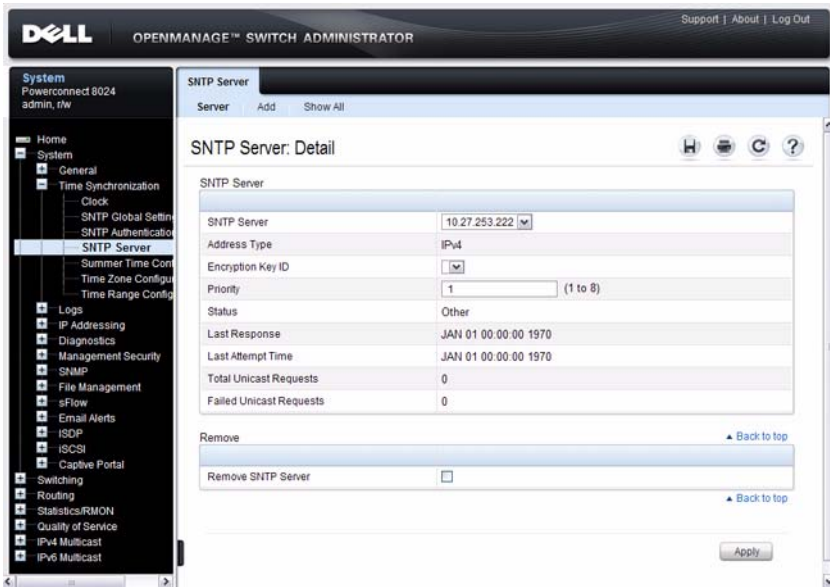 Support | About | Log Out
DELL OPENMANAGE™ SWITCH ADMINISTRATOR
System
Powerconnect 8024
admin, r/w
Home
System
General
Time Synchronization
Clock
SNTP Global Settin
SNTP Authenticatio
SNTP Server
Summer Time Conf
Time Zone Configur
Time Range Config
Logs
IP Addressing
Diagnostics
Management Security
SNMP
File Management
sFlow
Email Alerts
ISDP
iSCSI
Captive Portal
Switching
Routing
Statistics/RMON
Quality of Service
IPv4 Multicast
IPv6 Multicast
SNTP Server
Server Add Show All
SNTP Server: Detail
SNTP Server
SNTP Server 10.27.253.222
Address Type IPv4
Encryption Key ID
Priority 1 (1 to 8)
Status Other
Last Response JAN 01 00:00:00 1970
Last Attempt Time JAN 01 00:00:00 1970
Total Unicast Requests 0
Failed Unicast Requests 0
Remove Back to top
Remove SNTP Server
Back to top
Apply